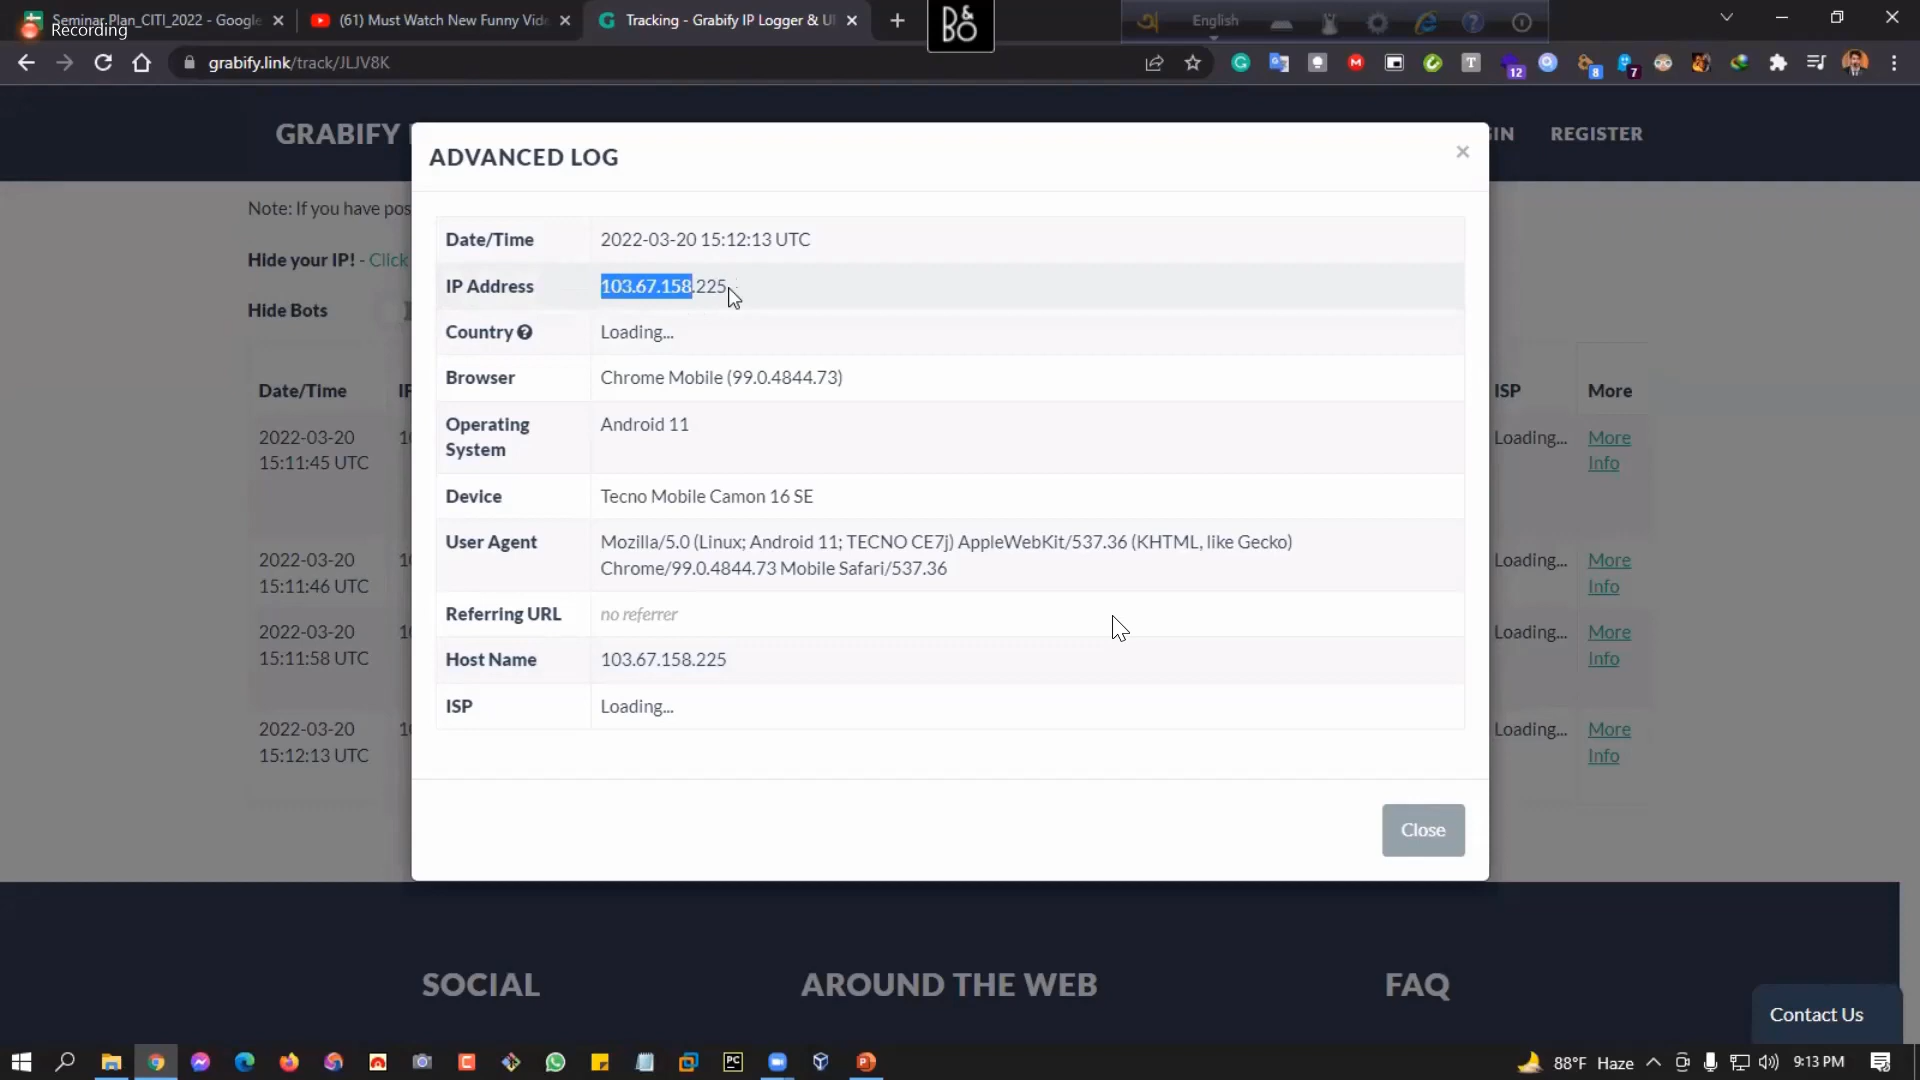 Seminar Plan_CITI_2022 - Google
(61) Must Watch New Funny Vide
Tracking - Grabify IP Logger & U
Recording
B&O
English
grabify.link/track/JLJV8K
12
8
7
GRABIFY
REGISTER
ADVANCED LOG
Note: If you have pos
Hide your IP! - Click
Hide Bots
Date/Time 2022-03-20 15:12:13 UTC
IP Address 103.67.158.225
Country Loading...
Browser Chrome Mobile (99.0.4844.73)
Operating System Android 11
Device Tecno Mobile Camon 16 SE
User Agent Mozilla/5.0 (Linux; Android 11; TECNO CE7j) AppleWebKit/537.36 (KHTML, like Gecko)
Chrome/99.0.4844.73 Mobile Safari/537.36
Referring URL no referrer
Host Name 103.67.158.225
ISP Loading...
Close
Date/Time ISP More
2022-03-20 Loading... More
15:11:45 UTC Info
2022-03-20 Loading... More
15:11:46 UTC Info
2022-03-20 Loading... More
15:11:58 UTC Info
2022-03-20 Loading... More
15:12:13 UTC Info
SOCIAL
AROUND THE WEB
FAQ
Contact Us
88°F Haze
9:13 PM